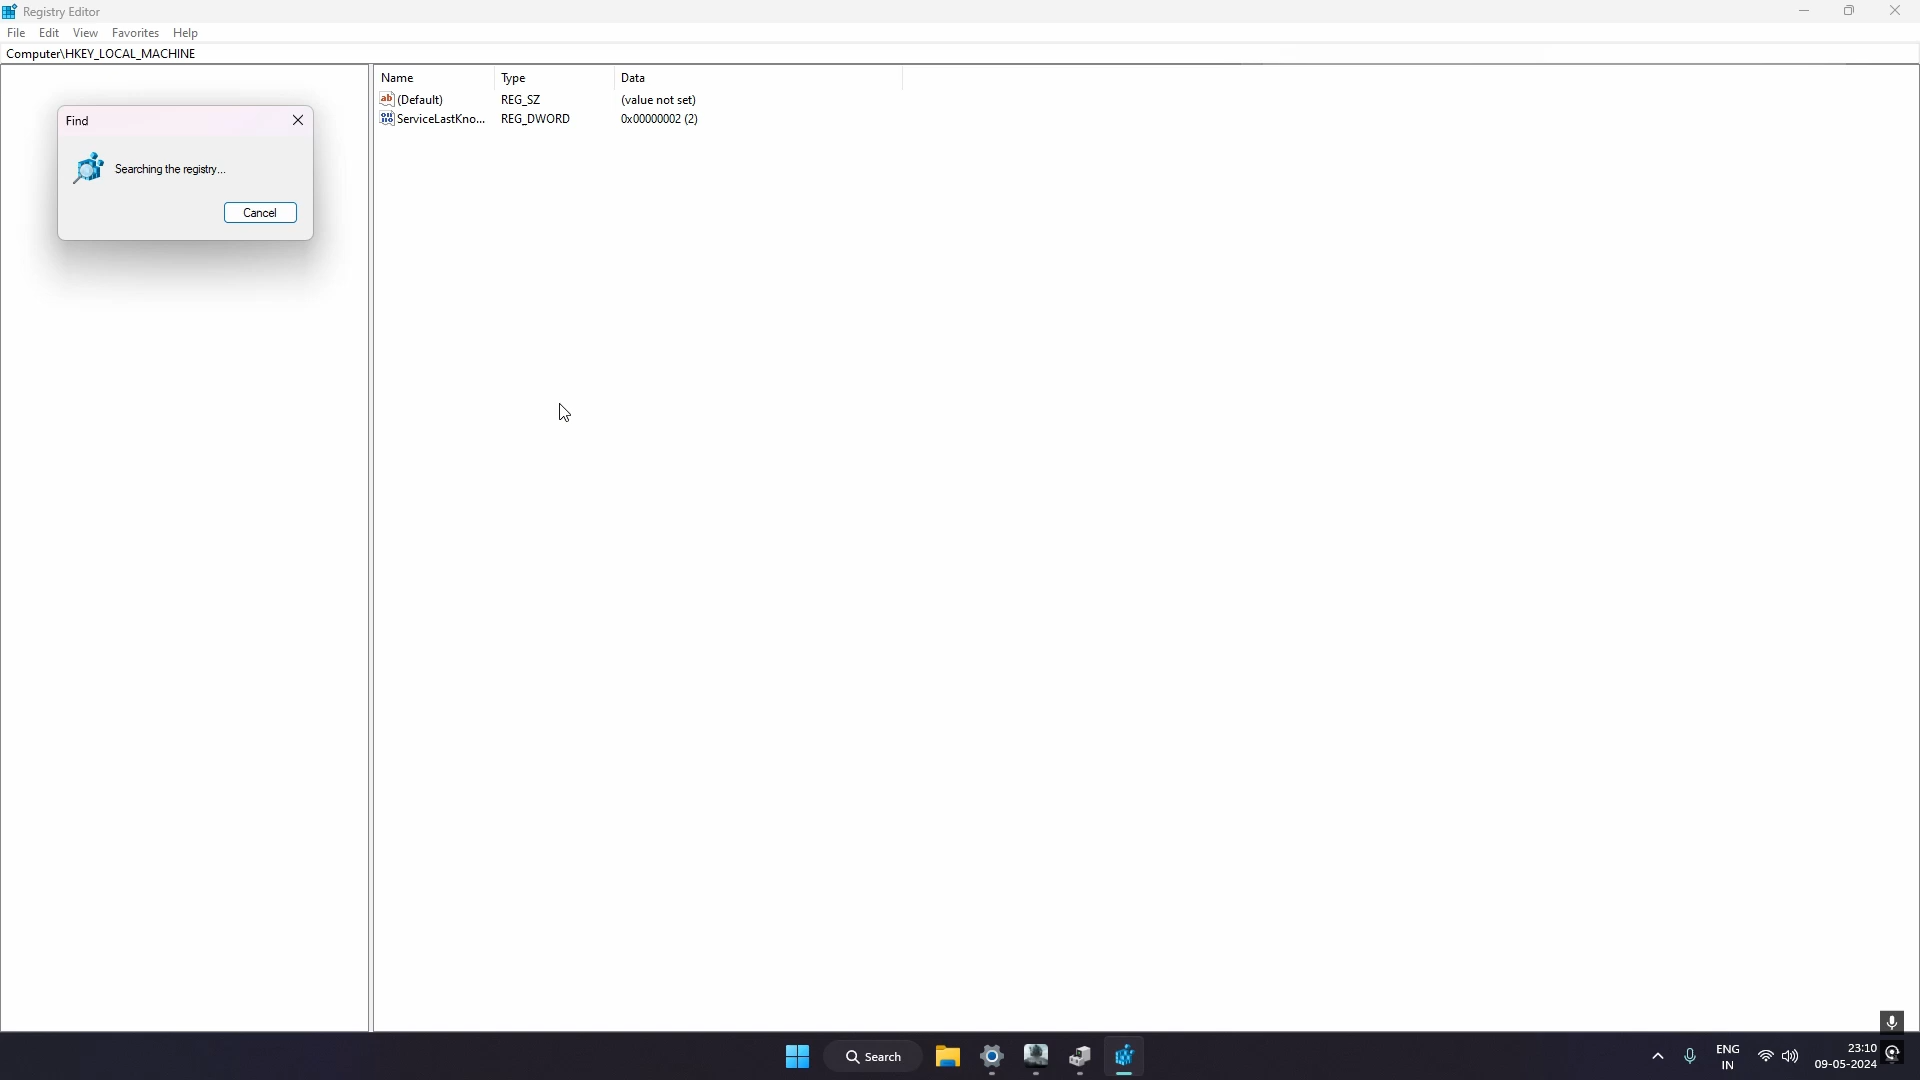 Registry Editor
File Edit View Favorites Help
Computer\HKEY_LOCAL_MACHINE
Name Type Data
(Default) REG_SZ (value not set)
ServiceLastKno... REG_DWORD 0x00000002 (2)
Find
Searching the registry...
Cancel
Search
ENG
IN
23:10
09-05-2024